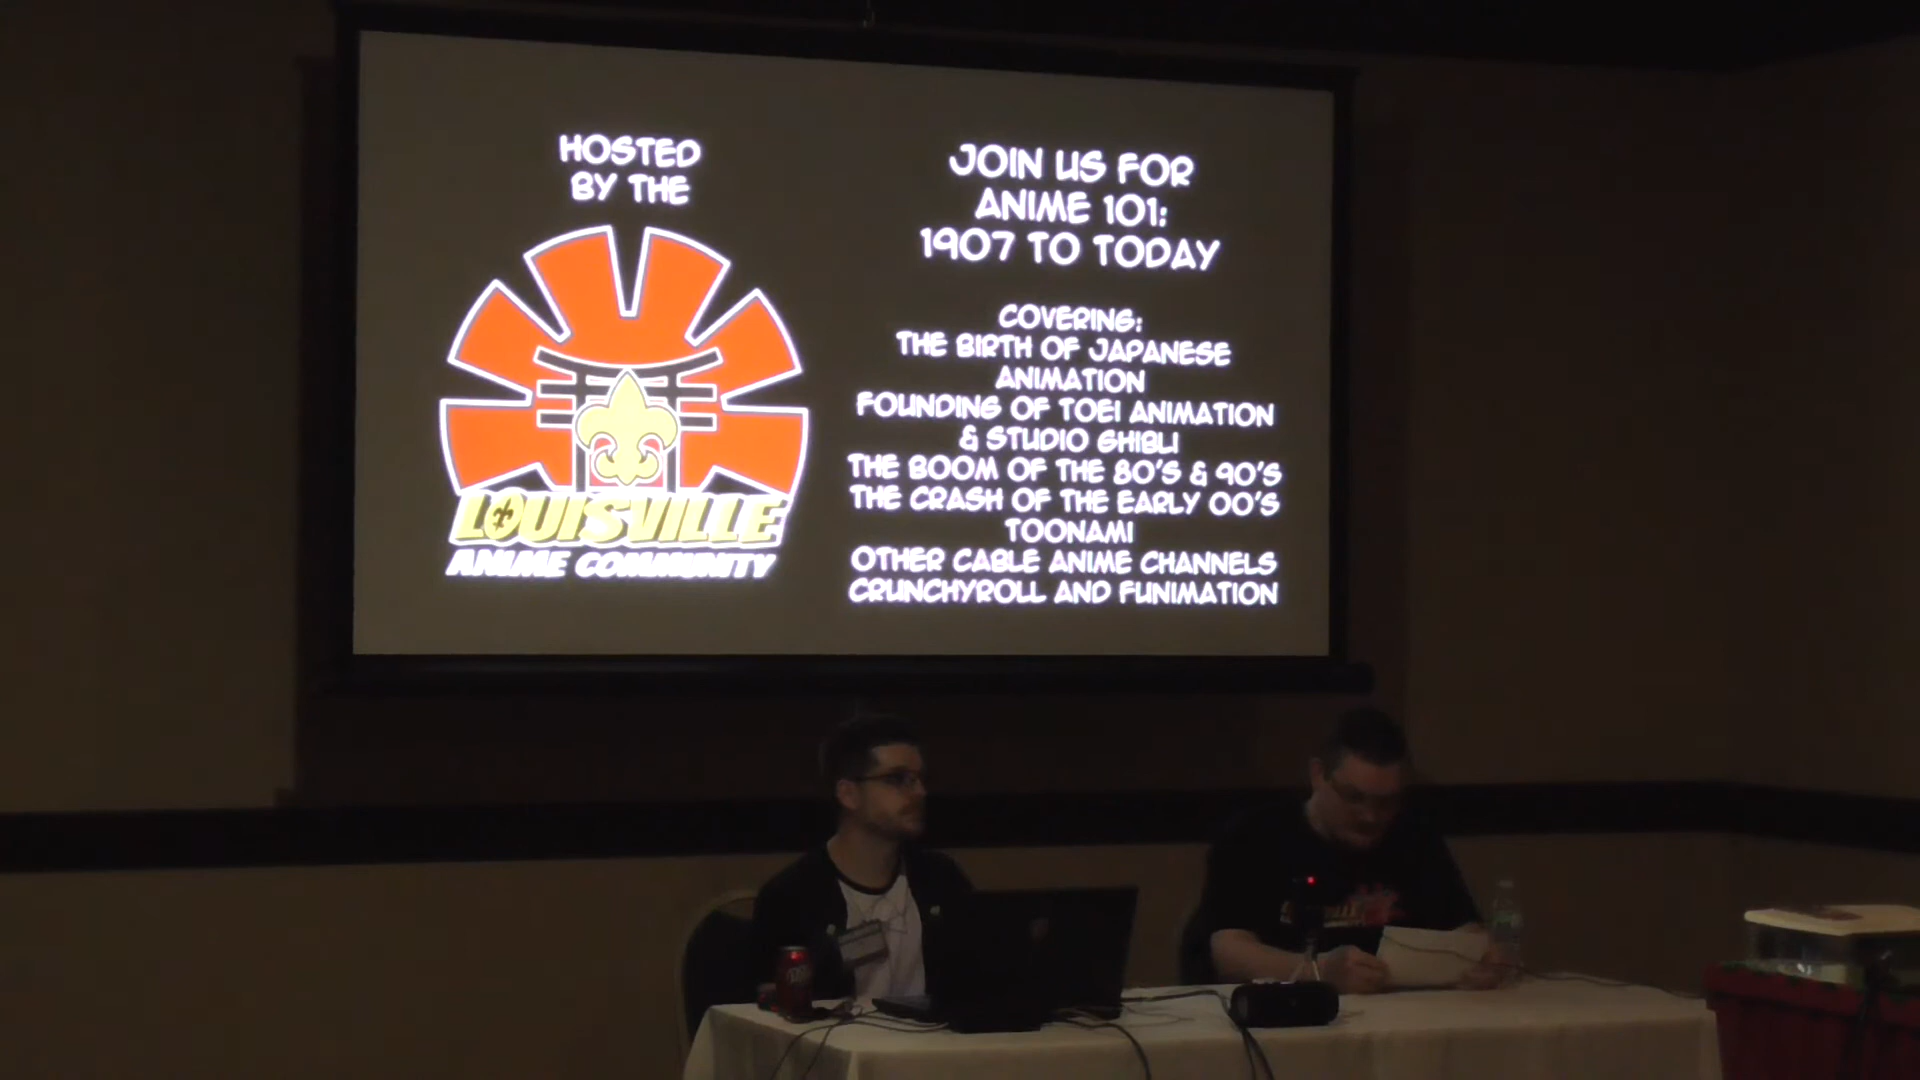 HOSTED
BY THE
LOUISVILLE
ANIME COMMUNITY
JOIN US FOR
ANIME 101:
1907 TO TODAY
COVERING:
THE BIRTH OF JAPANESE
ANIMATION
FOUNDING OF TOEI ANIMATION
& STUDIO GHIBLI
THE BOOM OF THE 80'S & 90'S
THE CRASH OF THE EARLY 00'S
TOONAMI
OTHER CABLE ANIME CHANNELS
CRUNCHYROLL AND FUNIMATION